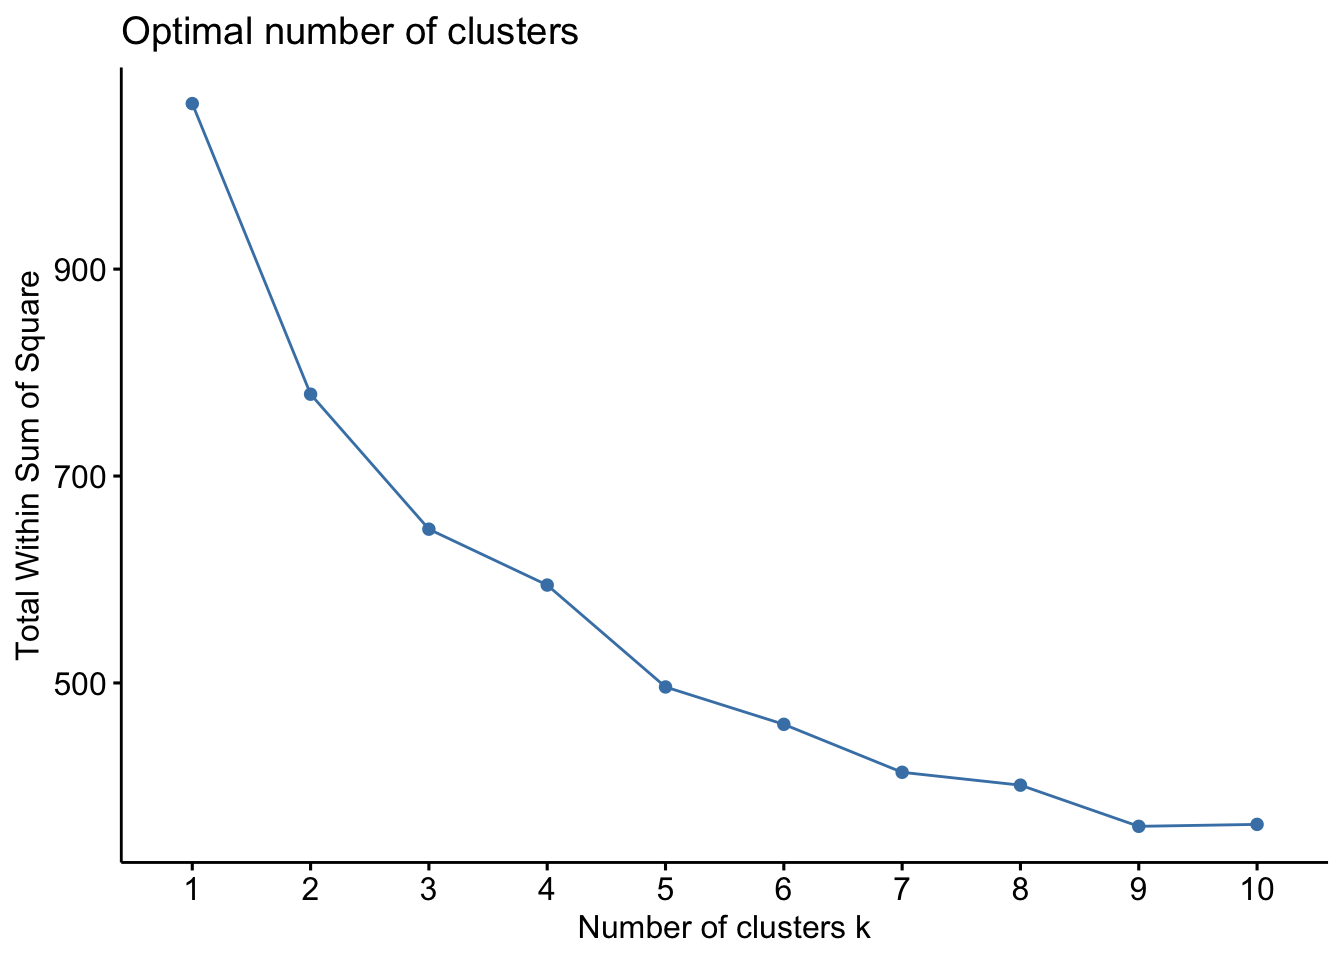 Optimal number of clusters
Total Within Sum of Square
900
700
500
1 2 3 4 5 6 7 8 9 10
Number of clusters k